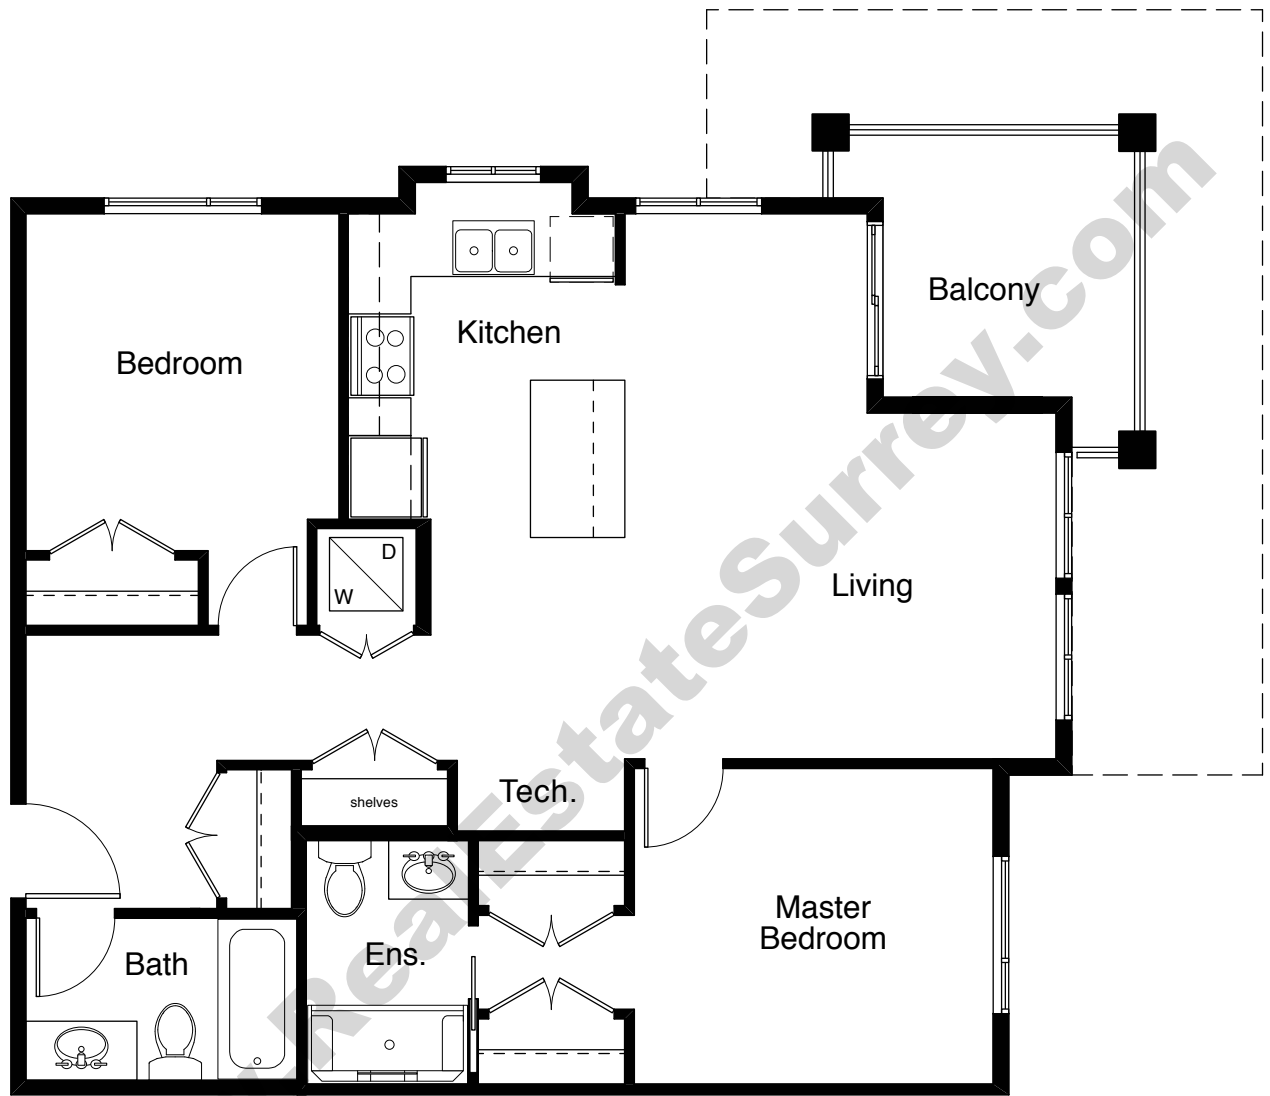 Balcony
Kitchen
Bedroom
D
W
Living
Tech.
shelves
Master
Bedroom
Ens.
Bath
RealEstateSurrey.com